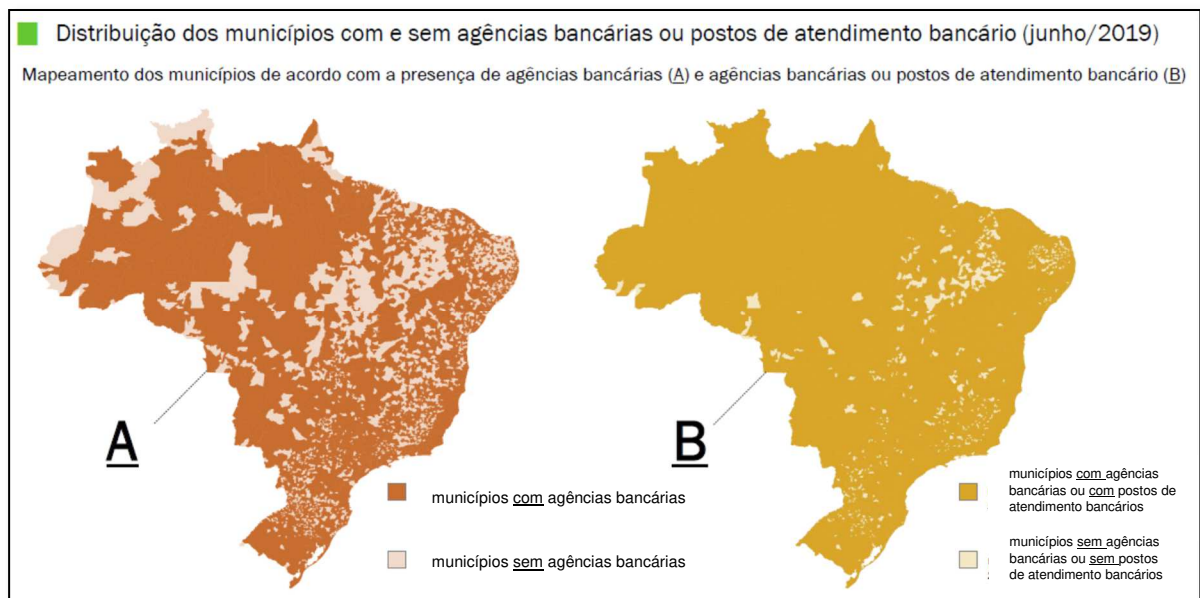 Distribuição dos municípios com e sem agências bancárias ou postos de atendimento bancário (junho/2019)
Mapeamento dos municípios de acordo com a presença de agências bancárias (A) e agências bancárias ou postos de atendimento bancário (B)
A
municípios com agências bancárias
municípios sem agências bancárias
B
municípios com agências
bancárias ou com postos de
atendimento bancários
municípios sem agências
bancárias ou sem postos
de atendimento bancários